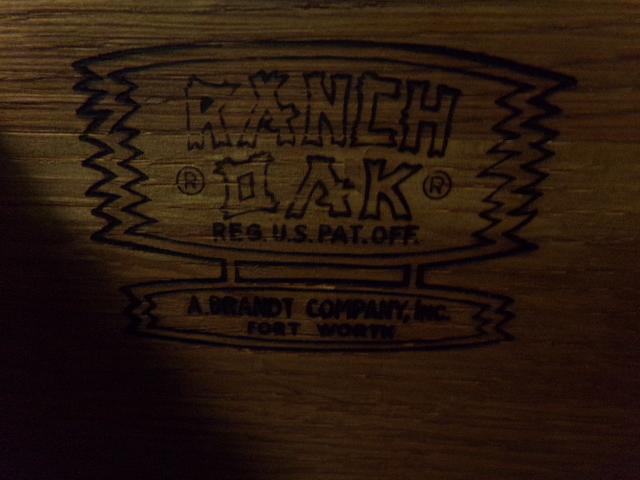 RANCH
® OAK ®
REG. U.S. PAT. OFF.
A. BRANDT COMPANY, INC.
FORT WORTH